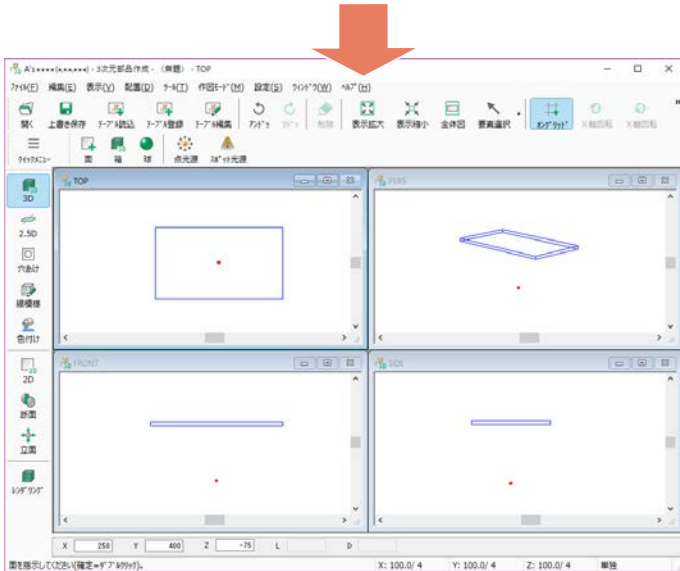 A's●●●●(●.●●.●●●) - 3次元部品作成 - （無題） - TOP
ﾌｧｲﾙ(F) 編集(E) 表示(V) 配置(D) ﾂｰﾙ(T) 作図ﾓｰﾄﾞ(M) 設定(S) ｳｨﾝﾄﾞｳ(W) ﾍﾙﾌﾟ(H)
開く 上書き保存 ﾃｰﾌﾞﾙ読込 ﾃｰﾌﾞﾙ登録 ﾃｰﾌﾞﾙ編集 ｱﾝﾄﾞｩ 削除 表示拡大 表示縮小 全体図 要素選択 ｵﾝｸﾞﾘｯﾄﾞ X軸回転 X軸回転
ｸｲｯｸﾒﾆｭｰ 面 箱 球 点光源 ｽﾎﾟｯﾄ光源
3D
2.5D
穴あけ
線模様
色付け
2D
断面
立面
ﾚﾝﾀﾞﾘﾝｸﾞ
TOP
PERS
FRONT
SIDE
X 250 Y 400 Z -75 L D
面を指示してください(確定=ﾀﾞﾌﾞﾙｸﾘｯｸ)。 X: 100.0/ 4 Y: 100.0/ 4 Z: 100.0/ 4 単独